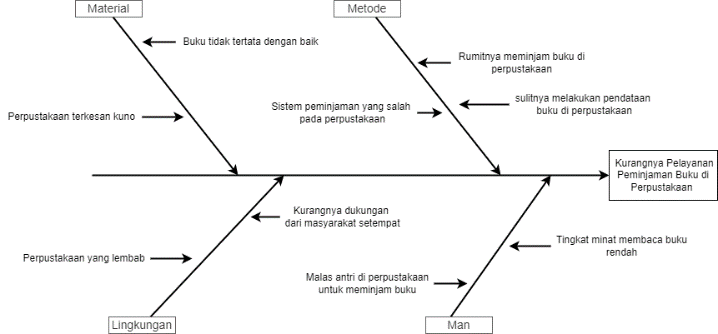 Material
Metode
Buku tidak tertata dengan baik
Rumitnya meminjam buku di
perpustakaan
Sistem peminjaman yang salah
pada perpustakaan
sulitnya melakukan pendataan
buku di perpustakaan
Perpustakaan terkesan kuno
Kurangnya Pelayanan
Peminjaman Buku di
Perpustakaan
Kurangnya dukungan
dari masyarakat setempat
Perpustakaan yang lembab
Tingkat minat membaca buku
rendah
Malas antri di perpustakaan
untuk meminjam buku
Lingkungan
Man